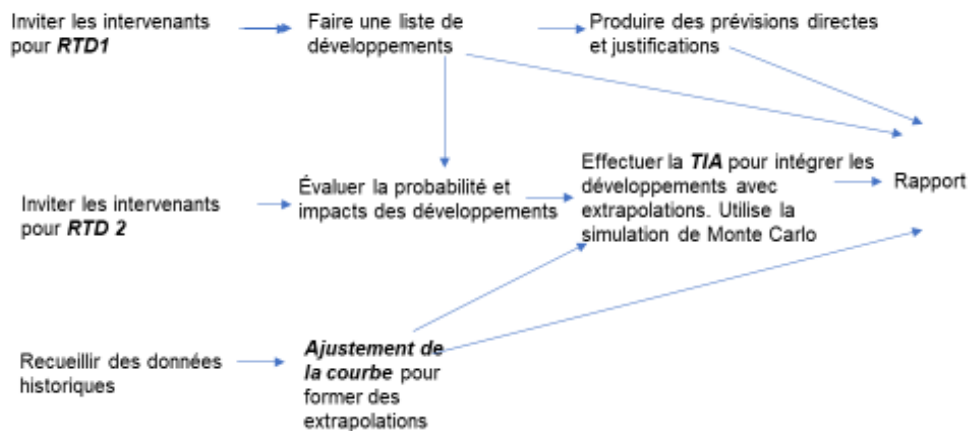 Inviter les intervenants
pour RTD1
Faire une liste de
développements
Produire des prévisions directes
et justifications
Inviter les intervenants
pour RTD 2
Évaluer la probabilité et
impacts des développements
Effectuer la TIA pour intégrer les
développements avec
extrapolations. Utilise la
simulation de Monte Carlo
Rapport
Recueillir des données
historiques
Ajustement de
la courbe pour
former des
extrapolations